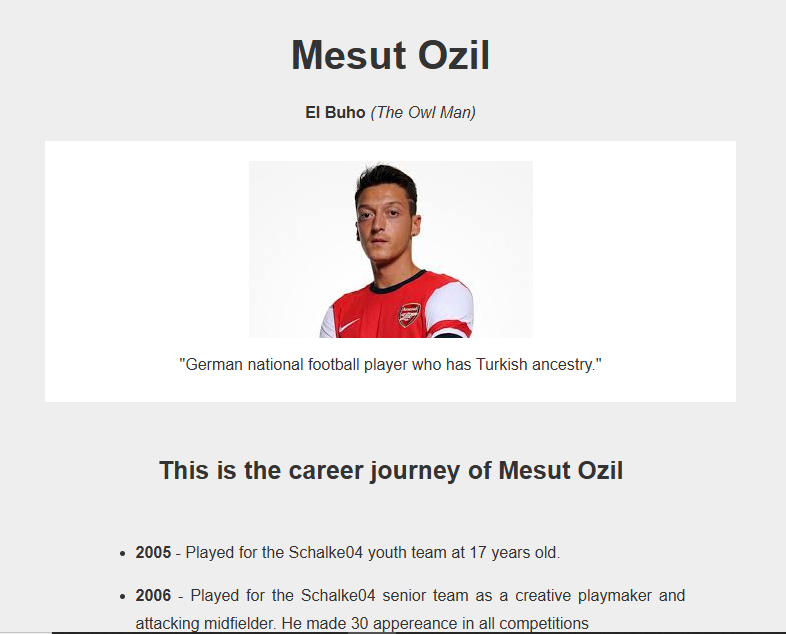 Mesut Ozil
El Buho (The Owl Man)
Arsenal
"German national football player who has Turkish ancestry."
This is the career journey of Mesut Ozil
2005 - Played for the Schalke04 youth team at 17 years old.
2006 - Played for the Schalke04 senior team as a creative playmaker and
attacking midfielder. He made 30 appereance in all competitions